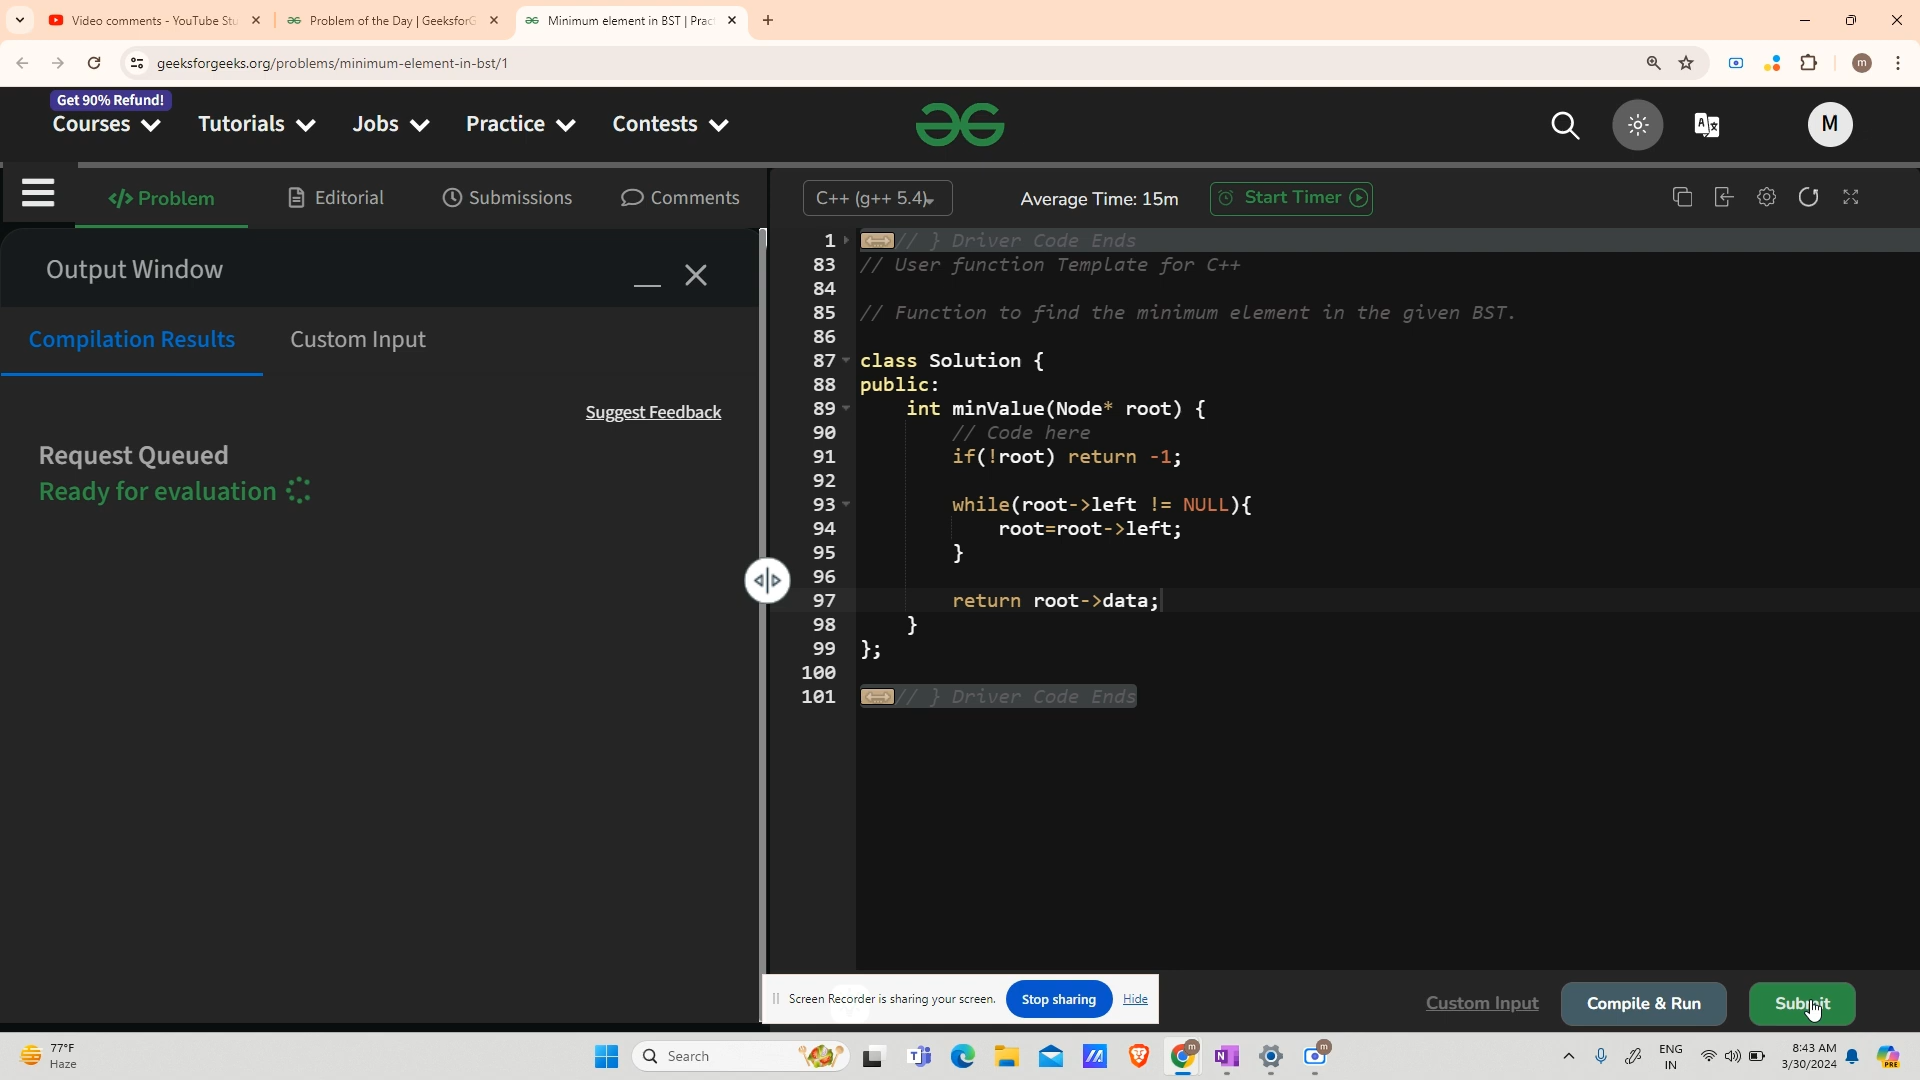 Video comments - YouTube Stu
Problem of the Day | Geeksfor
Minimum element in BST | Prac
geeksforgeeks.org/problems/minimum-element-in-bst/1
m
Get 90% Refund!
Courses
Tutorials
Jobs
Practice
Contests
M
</> Problem
Editorial
Submissions
Comments
C++ (g++ 5.4)
Average Time: 15m
Start Timer
Output Window
Compilation Results
Custom Input
Suggest Feedback
Request Queued
Ready for evaluation
1 // } Driver Code Ends
83 // User function Template for C++
84
85 // Function to find the minimum element in the given BST.
86
87 class Solution {
88 public:
89 int minValue(Node* root) {
90 // Code here
91 if(!root) return -1;
92
93 while(root->left != NULL){
94 root=root->left;
95 }
96
97 return root->data;
98 }
99 };
100
101 // } Driver Code Ends
Screen Recorder is sharing your screen.
Stop sharing
Hide
Custom Input
Compile & Run
Submit
77°F
Haze
Search
ENG
IN
8:43 AM
3/30/2024